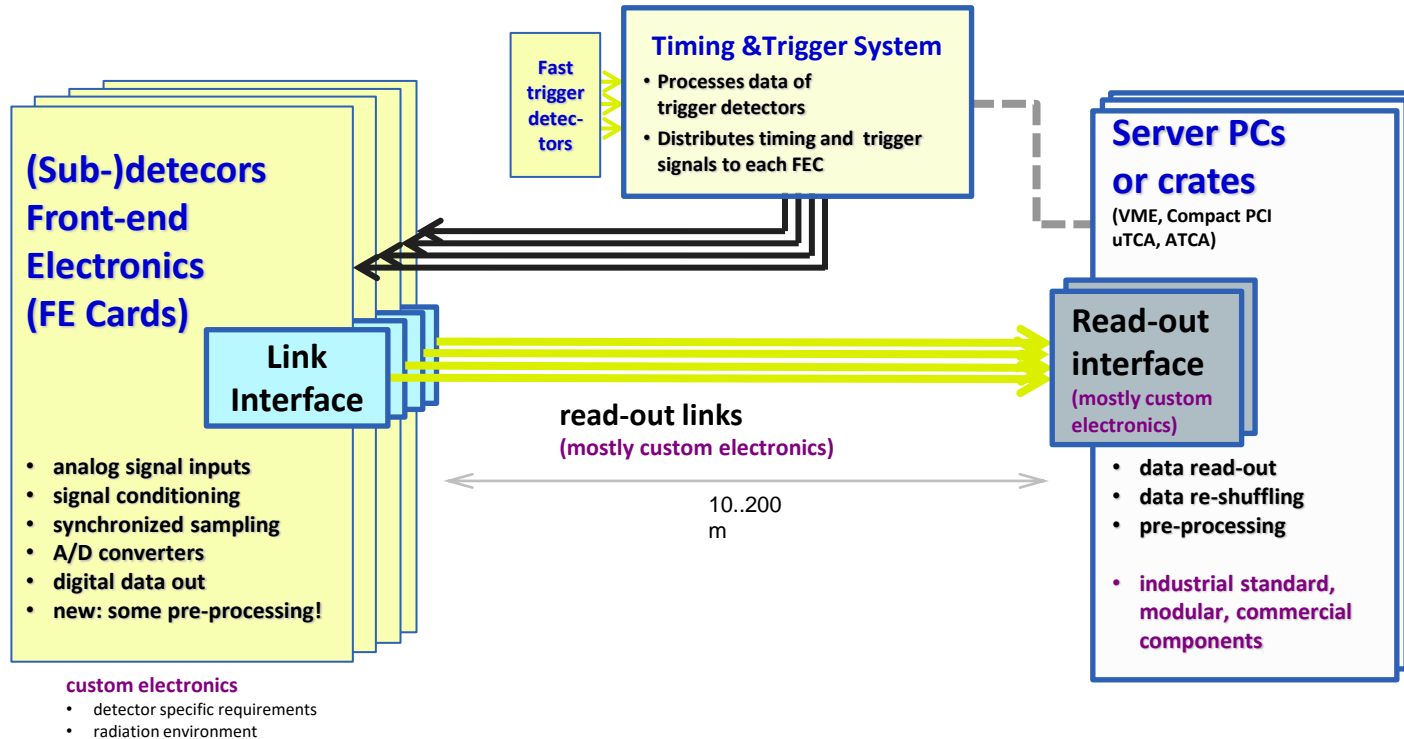 Fast
trigger
detec-
tors
Timing &Trigger System
• Processes data of
trigger detectors
• Distributes timing and trigger
signals to each FEC
(Sub-)detecors
Front-end
Electronics
(FE Cards)
Link
Interface
• analog signal inputs
• signal conditioning
• synchronized sampling
• A/D converters
• digital data out
• new: some pre-processing!
custom electronics
• detector specific requirements
• radiation environment
read-out links
(mostly custom electronics)
10..200
m
Server PCs
or crates
(VME, Compact PCI
uTCA, ATCA)
Read-out
interface
(mostly custom
electronics)
• data read-out
• data re-shuffling
• pre-processing
• industrial standard,
modular, commercial
components